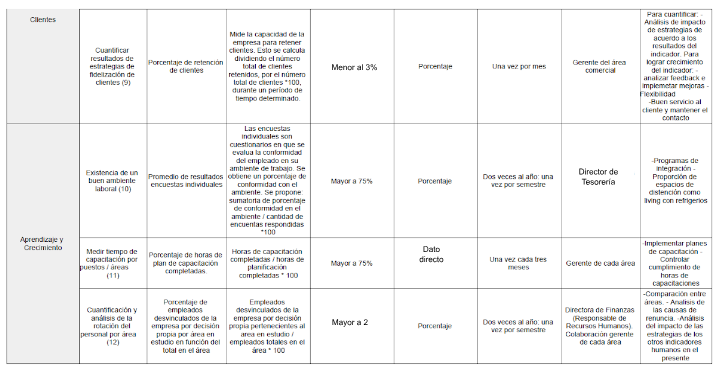 Clientes
Cuantificar
resultados de
estrategias de
fidelización de
clientes (9)
Porcentaje de retención
de clientes
Mide la capacidad de la
empresa para retener
clientes. Esto se calcula
dividiendo el número
total de clientes
retenidos, por el número
total de clientes *100,
durante un período de
tiempo determinado.
Menor al 3%
Porcentaje
Una vez por mes
Gerente del área
comercial
Para cuantificar: -
Análisis de impacto
de estrategias de
acuerdo a los
resultados del
indicador. Para
lograr crecimiento
del indicador: -
analizar feedback e
implemetar mejoras -
Flexibilidad
-Buen servicio al
cliente y mantener el
contacto
Aprendizaje y
Crecimiento
Existencia de un
buen ambiente
laboral (10)
Promedio de resultados
encuestas individuales
Las encuestas
individuales son
cuestionarios en que se
evalua la conformidad
del empleado en su
ambiente de trabajo. Se
obtiene un porcentaje de
conformidad con el
ambiente. Se propone:
sumatoria de porcentaje
de conformidad en el
ambiente / cantidad de
encuentas respondidas
*100
Mayor a 75%
Porcentaje
Dos veces al año: una
vez por semestre
Director de
Tesorería
-Programas de
integración -
Proporción de
espacios de
distención como
living con refrigerios
Medir tiempo de
capacitación por
puestos / áreas
(11)
Porcentaje de horas de
plan de capacitación
completadas
Horas de capacitación
completadas / horas de
planificación
completadas * 100
Mayor a 75%
Dato
directo
Una vez cada tres
meses
Gerente de cada área
-Implementar planes
de capacitación -
Controlar
cumplimiento de
horas de
capacitaciones
Cuantificación y
análisis de la
rotación del
personal por área
(12)
Porcentaje de
empleados
desvinculados de la
empresa por decisión
propia por área en
estudio en función del
total en el área
Empleados
desvinculados de la
empresa por decisión
propia pertenecientes al
area en estudio /
empleados totales en el
área * 100
Mayor a 2
Porcentaje
Dos veces al año: una
vez por semestre
Directora de Finanzas
(Responsable de
Recursos Humanos).
Colaboración gerente
de cada área
-Comparación entre
áreas. - Analisis de
las causas de
renuncia. -Análisis
del impacto de las
estrategias de los
otros indicadores
humanos en el
presente